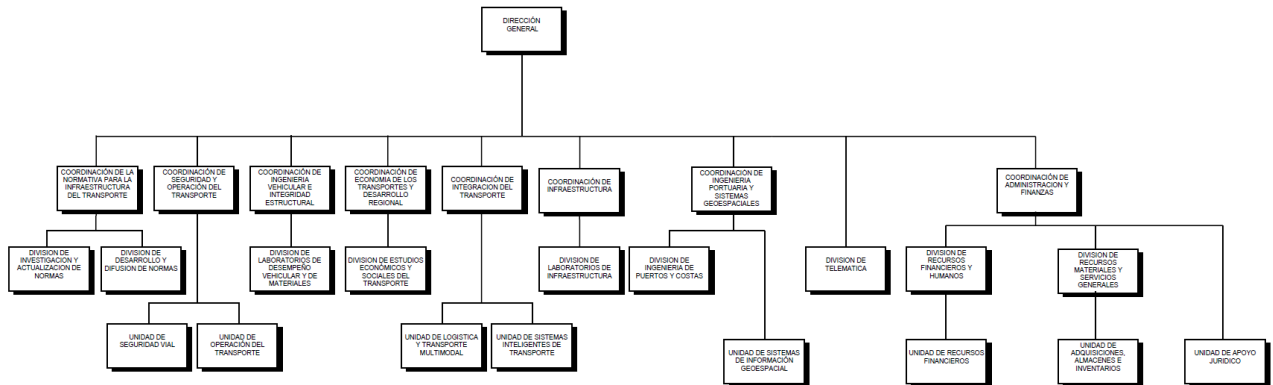 DIRECCIÓN
GENERAL
COORDINACIÓN DE LA
NORMATIVA PARA LA
INFRAESTRUCTURA
DEL TRANSPORTE
COORDINACIÓN DE
SEGURIDAD Y
OPERACIÓN DEL
TRANSPORTE
COORDINACIÓN DE
INGENIERIA
VEHICULAR E
INTEGRIDAD
ESTRUCTURAL
COORDINACIÓN DE
ECONOMIA DE LOS
TRANSPORTES Y
DESARROLLO
REGIONAL
COORDINACIÓN DE
INTEGRACION DEL
TRANSPORTE
COORDINACIÓN DE
INFRAESTRUCTURA
COORDINACIÓN DE
INGENIERIA
PORTUARIA Y
SISTEMAS
GEOESPACIALES
COORDINACIÓN DE
ADMINISTRACION Y
FINANZAS
DIVISION DE
INVESTIGACION Y
ACTUALIZACION DE
NORMAS
DIVISION DE
DESARROLLO Y
DIFUSION DE NORMAS
DIVISION DE
LABORATORIOS DE
DESEMPEÑO
VEHICULAR Y DE
MATERIALES
DIVISION DE ESTUDIOS
ECONÓMICOS Y
SOCIALES DEL
TRANSPORTE
DIVISION DE
LABORATORIOS DE
INFRAESTRUCTURA
DIVISION DE
INGENIERIA DE
PUERTOS Y COSTAS
DIVISION
DE TELEMATICA
DIVISION DE
RECURSOS
FINANCIEROS Y
HUMANOS
DIVISION DE
RECURSOS
MATERIALES Y
SERVICIOS
GENERALES
UNIDAD DE
SEGURIDAD VIAL
UNIDAD DE
OPERACIÓN DEL
TRANSPORTE
UNIDAD DE LOGISTICA
Y TRANSPORTE
MULTIMODAL
UNIDAD DE SISTEMAS
INTELIGENTES DE
TRANSPORTE
UNIDAD DE SISTEMAS
DE INFORMACIÓN
GEOESPACIAL
UNIDAD DE RECURSOS
FINANCIEROS
UNIDAD DE
ADQUISICIONES,
ALMACENES E
INVENTARIOS
UNIDAD DE APOYO
JURIDICO